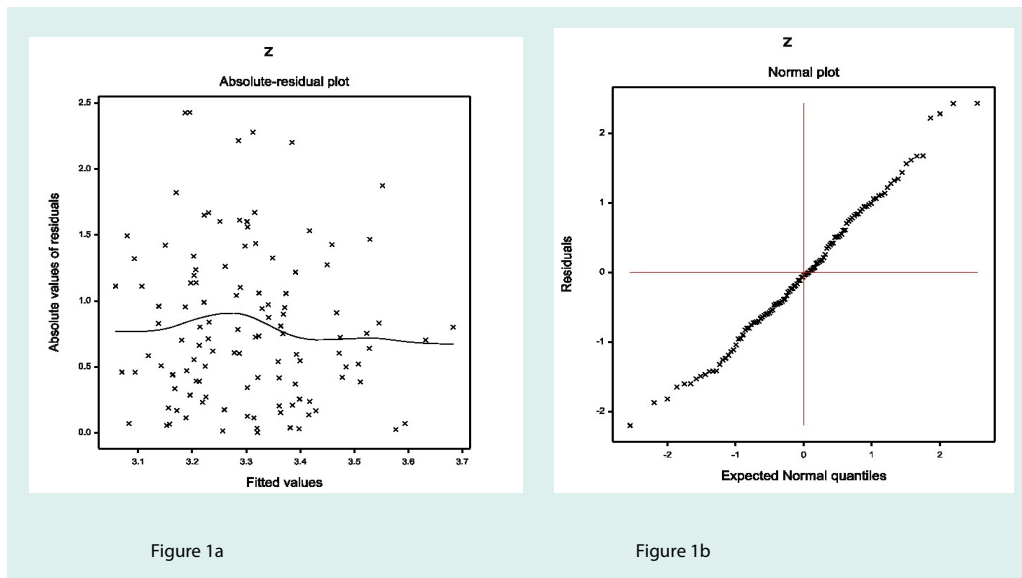 z
Absolute-residual plot
Absolute values of residuals
2.5
2.0
1.5
1.0
0.5
0.0
3.1 3.2 3.3 3.4 3.5 3.6 3.7
Fitted values
z
Normal plot
Residuals
2
1
0
-1
-2
-2 -1 0 1 2
Expected Normal quantiles
Figure 1a
Figure 1b